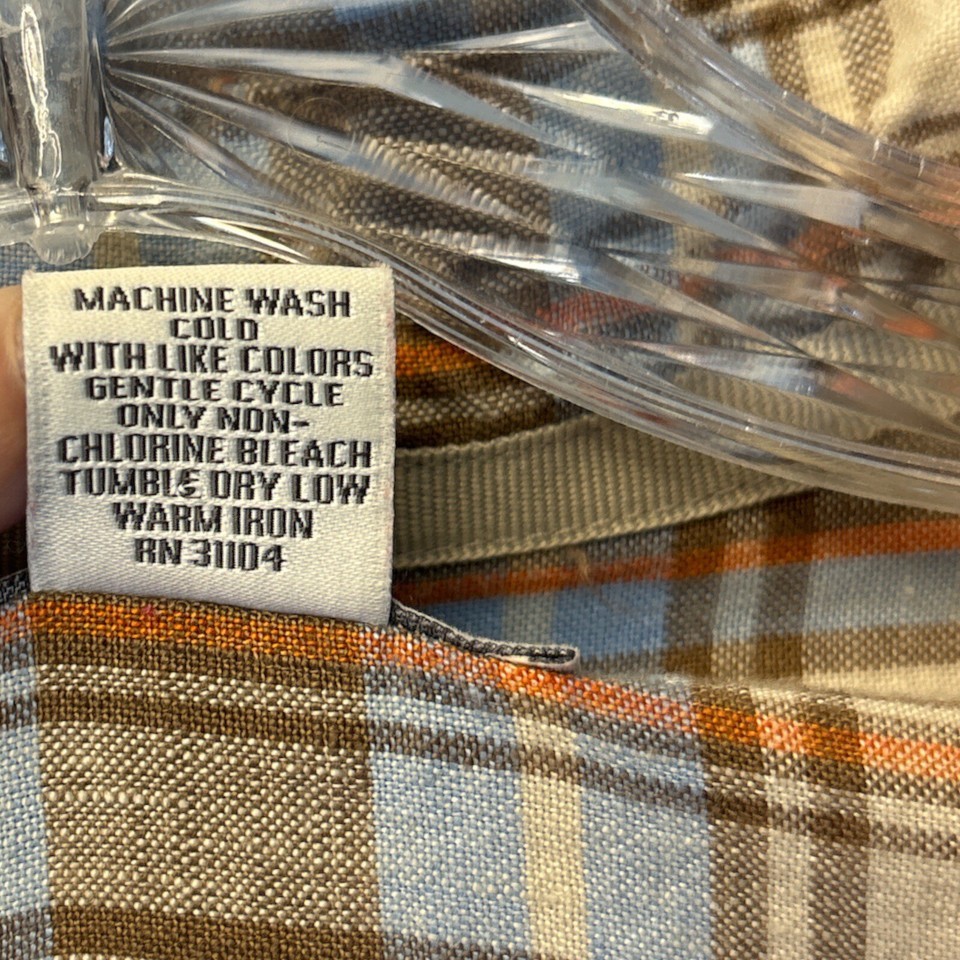 MACHINE WASH
COLD
WITH LIKE COLORS
GENTLE CYCLE
ONLY NON-
CHLORINE BLEACH
TUMBLE DRY LOW
WARM IRON
RN 31104